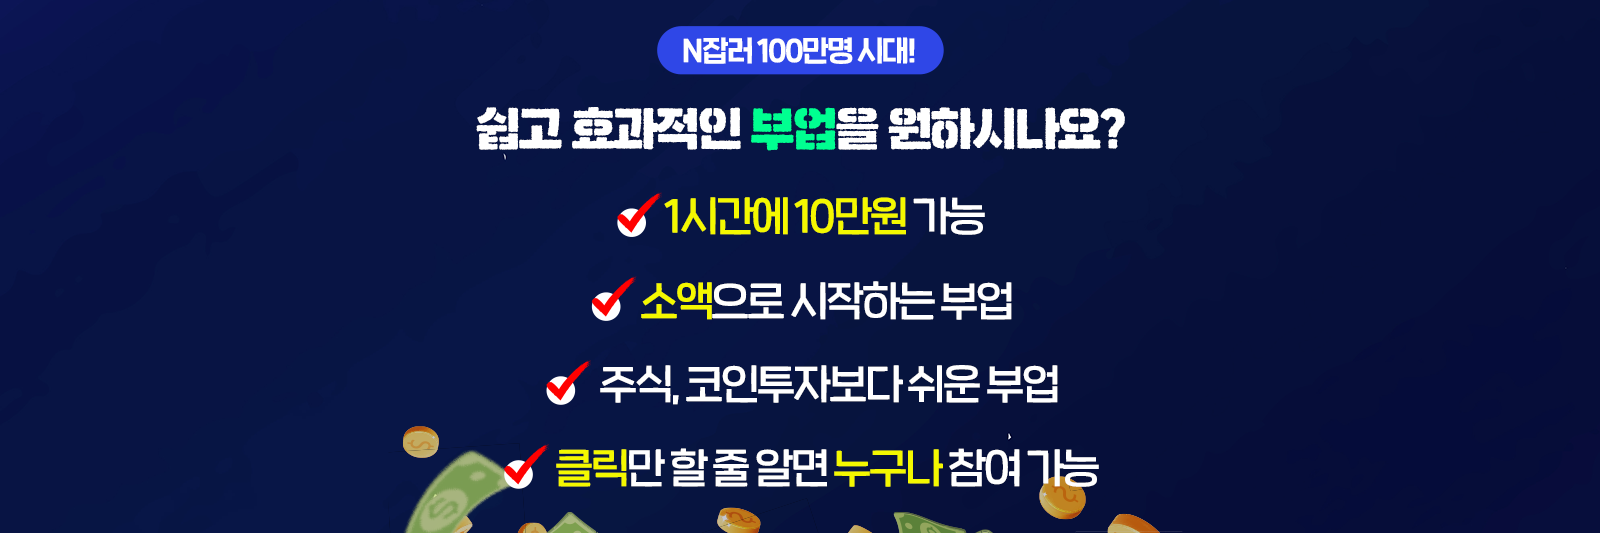 N잡러 100만명 시대!
쉽고 효과적인 부업을 원하시나요?
1시간에 10만원 가능
소액으로 시작하는 부업
주식, 코인투자보다 쉬운 부업
클릭만 할 줄 알면 누구나 참여 가능